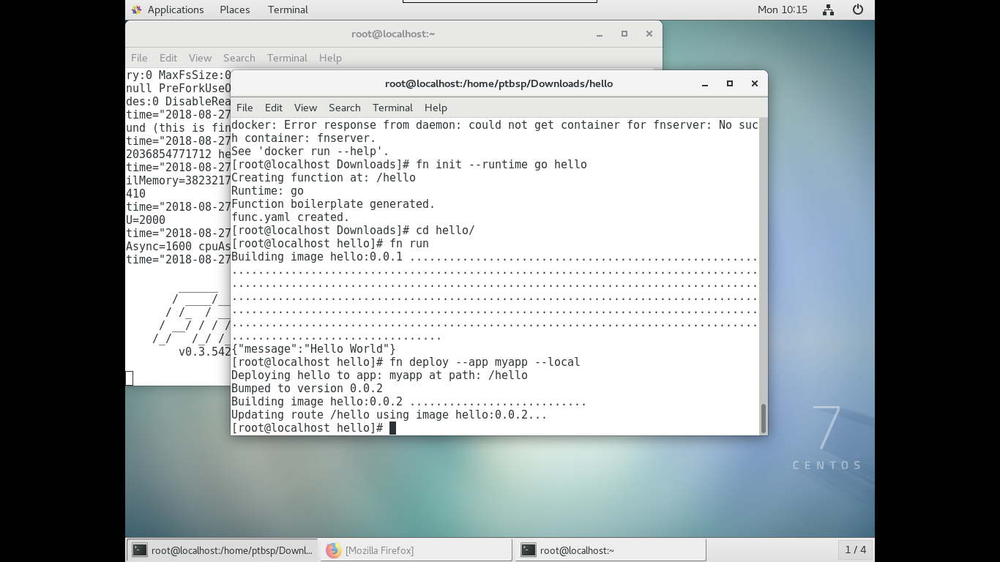 Applications Places Terminal Mon 10:15
root@localhost:~
File Edit View Search Terminal Help
ry:0 MaxFsSize:0
null PreForkUseO
des:0 DisableRea
time="2018-08-27
und (this is fin
time="2018-08-27
2036854771712 he
time="2018-08-27
ilMemory=3823217
410
time="2018-08-27
U=2000
time="2018-08-27
Async=1600 cpuAs
time="2018-08-27
v0.3.542
root@localhost:/home/ptbsp/Downloads/hello
File Edit View Search Terminal Help
docker: Error response from daemon: could not get container for fnserver: No suc
h container: fnserver.
See 'docker run --help'.
[root@localhost Downloads]# fn init --runtime go hello
Creating function at: /hello
Runtime: go
Function boilerplate generated.
func.yaml created.
[root@localhost Downloads]# cd hello/
[root@localhost hello]# fn run
Building image hello:0.0.1 .....................................................
................................................................................
................................................................................
................................................................................
................................................................................
................................................................................
................................
{"message":"Hello World"}
[root@localhost hello]# fn deploy --app myapp --local
Deploying hello to app: myapp at path: /hello
Bumped to version 0.0.2
Building image hello:0.0.2 ...........................
Updating route /hello using image hello:0.0.2...
[root@localhost hello]#
7
CENTOS
root@localhost:/home/ptbsp/Downl... [Mozilla Firefox] root@localhost:~ 1 / 4